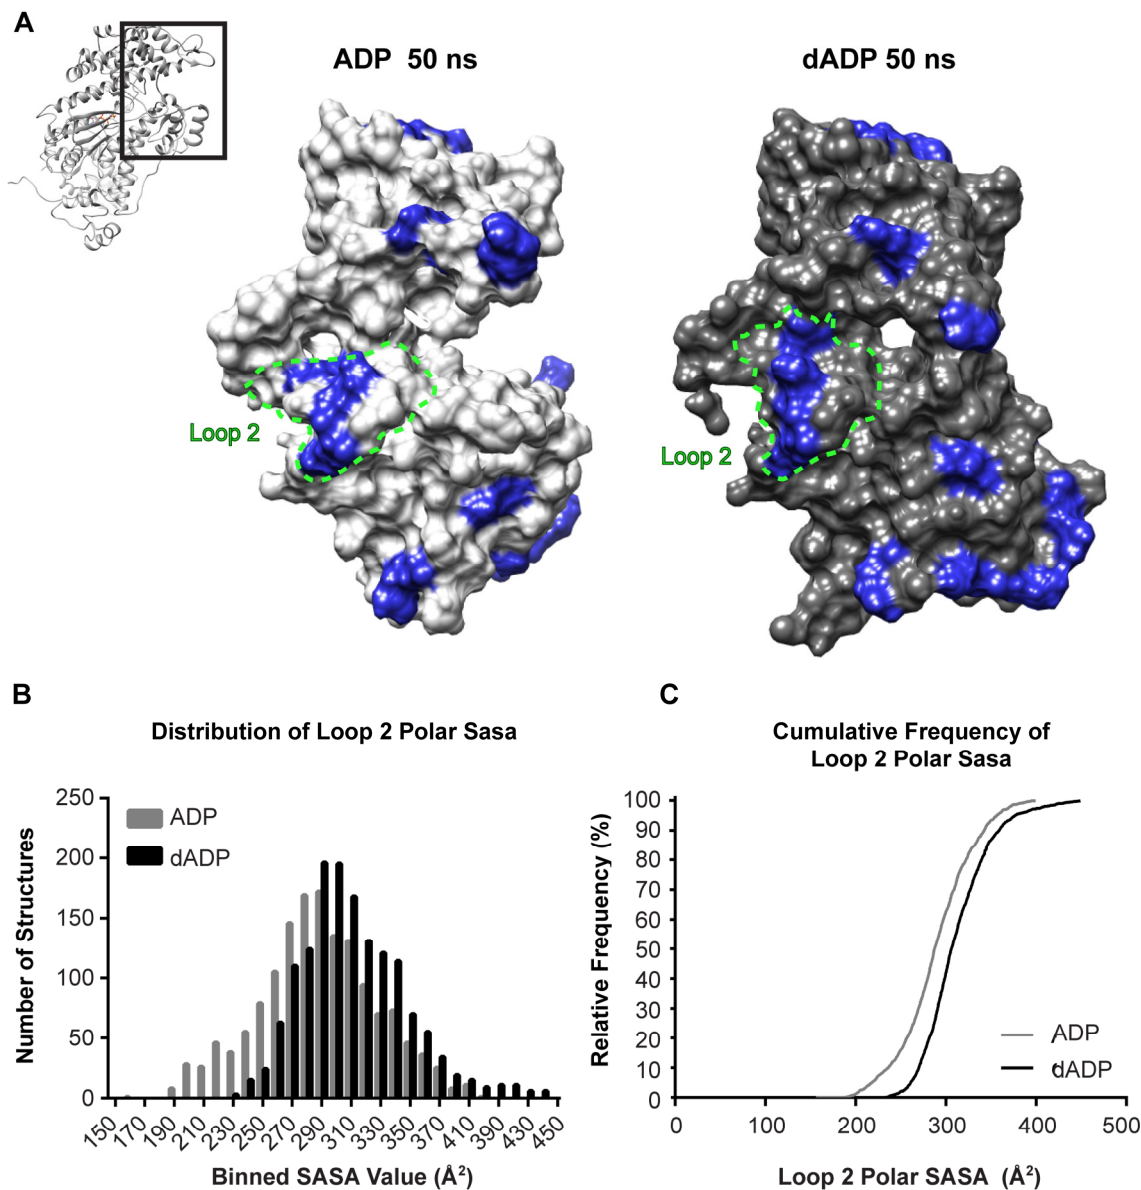 A
ADP 50 ns
dADP 50 ns
Loop 2
Loop 2
B
C
Distribution of Loop 2 Polar Sasa
Cumulative Frequency of
Loop 2 Polar Sasa
Number of Structures
250
200
150
100
50
0
ADP
dADP
150 170 190 210 230 250 270 290 310 330 350 370 410 390 430 450
Binned SASA Value (Å²)
Relative Frequency (%)
100
90
80
70
60
50
40
30
20
10
0
ADP
dADP
0 100 200 300 400 500
Loop 2 Polar SASA (Å²)